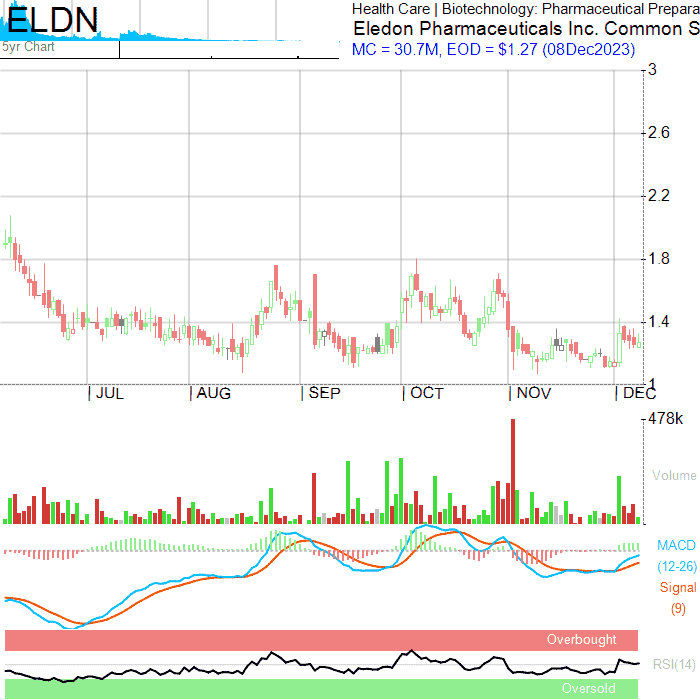 ELDN
5yr Chart
Health Care | Biotechnology: Pharmaceutical Prepara
Eledon Pharmaceuticals Inc. Common S
MC = 30.7M, EOD = $1.27 (08Dec2023)
3
2.6
2.2
1.8
1.4
1
JUL AUG SEP OCT NOV DEC
478k
Volume
MACD
(12-26)
Signal
(9)
Overbought
RSI(14)
Oversold